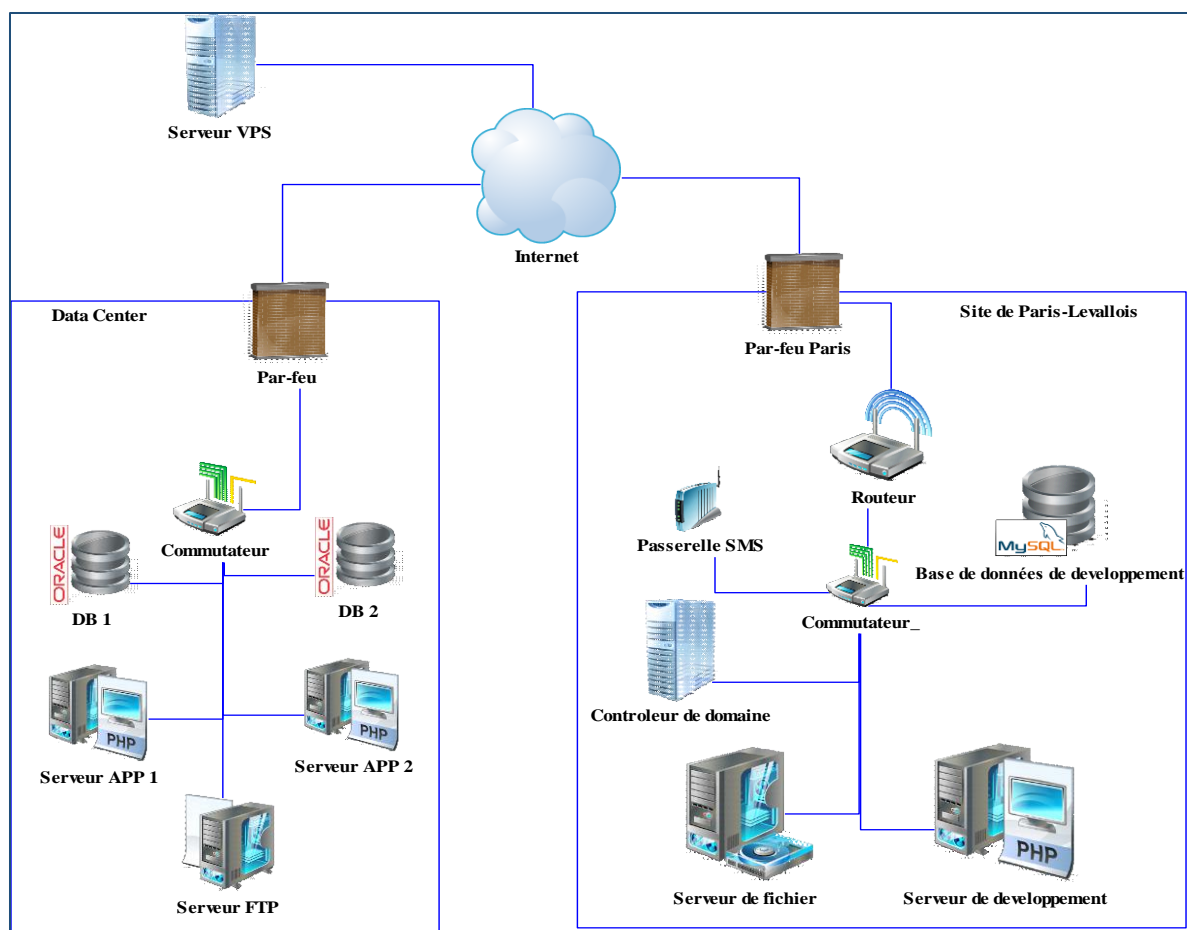 Serveur VPS
Internet
Data Center
Par-feu
Commutateur
ORACLE
DB 1
ORACLE
DB 2
PHP
Serveur APP 1
PHP
Serveur APP 2
Serveur FTP
Site de Paris-Levallois
Par-feu Paris
Routeur
Passerelle SMS
MySQL
Base de données de developpement
Commutateur_
Controleur de domaine
Serveur de fichier
PHP
Serveur de developpement